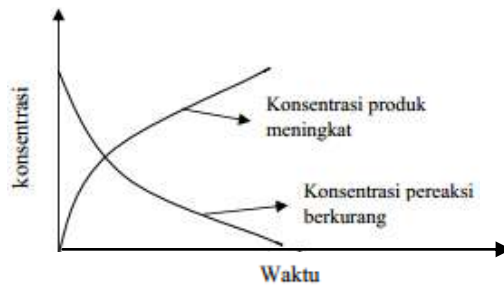 konsentrasi
Konsentrasi produk
meningkat
Konsentrasi pereaksi
berkurang
Waktu